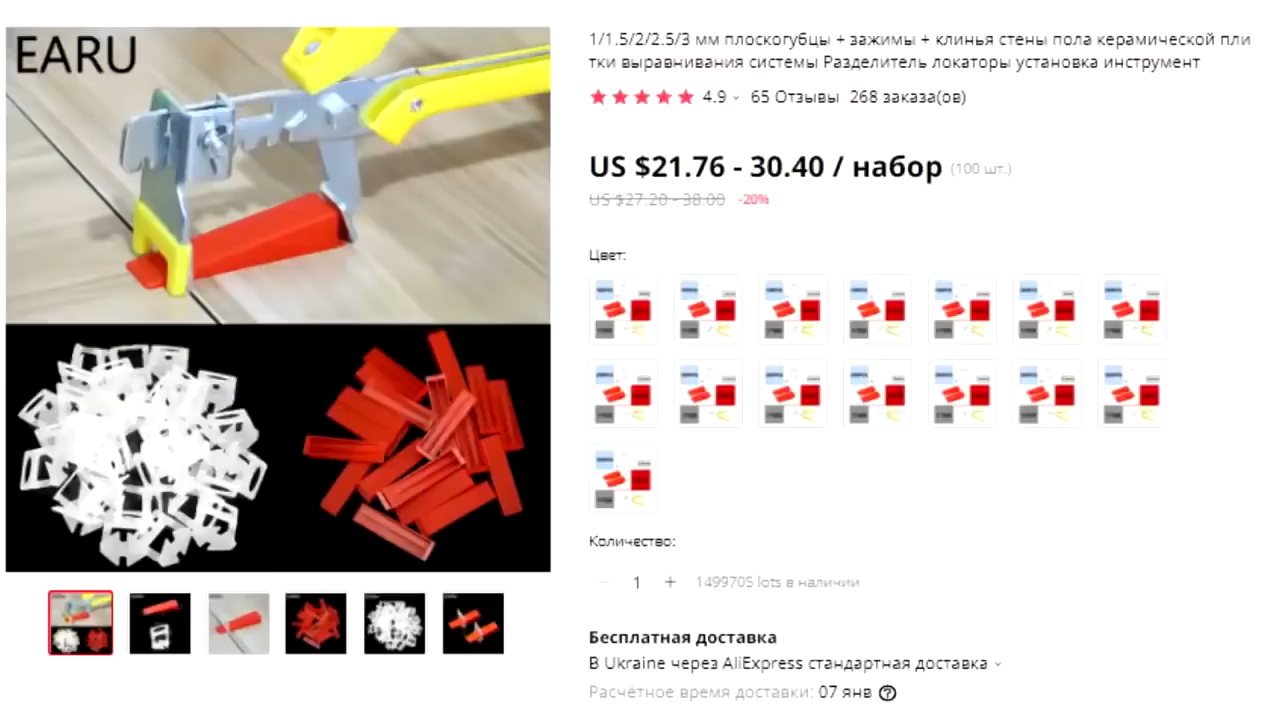 EARU
1/1.5/2/2.5/3 мм плоскогубцы + зажимы + клинья стены пола керамической пли
тки выравнивания системы Разделитель локаторы установка инструмент
4.9 65 Отзывы 268 заказа(ов)
US $21.76 - 30.40 / набор (100 шт.)
US $27.20 - 38.00 -20%
Цвет:
Количество:
− 1 + 1499705 lots в наличии
Бесплатная доставка
В Ukraine через AliExpress стандартная доставка
Расчётное время доставки: 07 янв ?